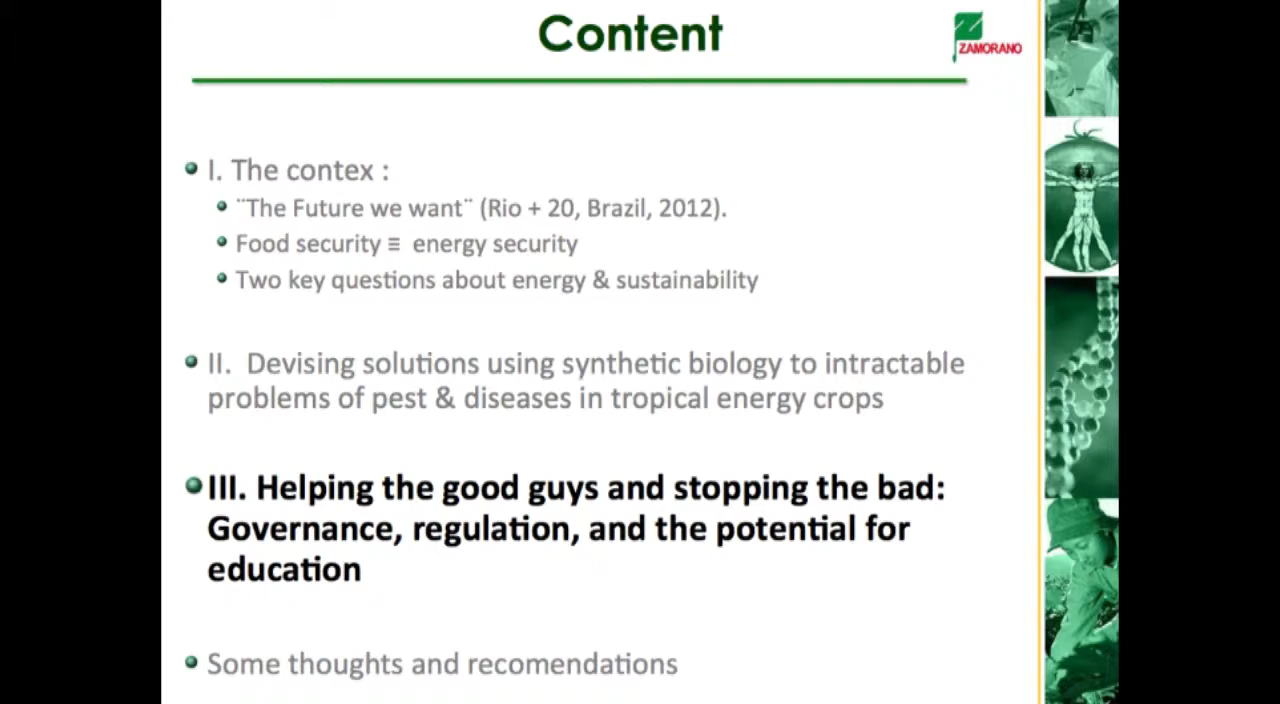 Content
ZAMORANO
I. The contex :
¨The Future we want¨ (Rio + 20, Brazil, 2012).
Food security ≡ energy security
Two key questions about energy & sustainability
II. Devising solutions using synthetic biology to intractable
problems of pest & diseases in tropical energy crops
III. Helping the good guys and stopping the bad:
Governance, regulation, and the potential for
education
Some thoughts and recomendations